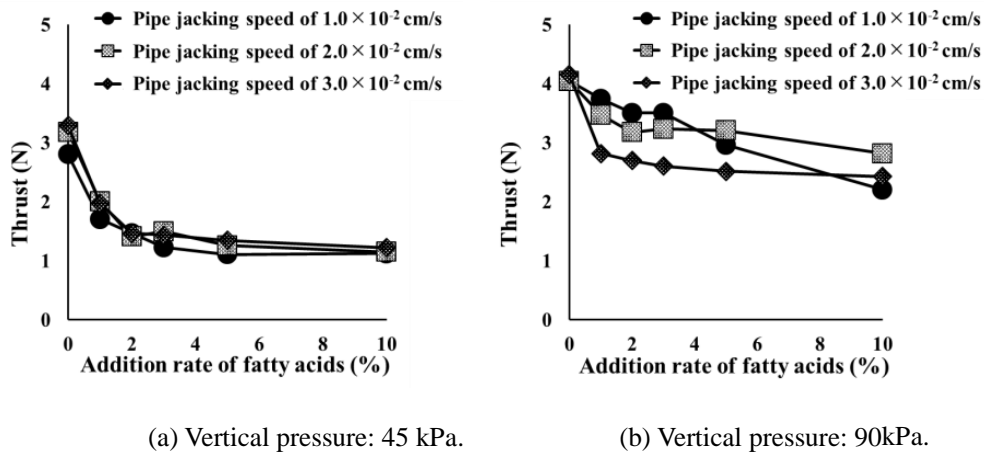 Pipe jacking speed of 1.0×10⁻² cm/s
Pipe jacking speed of 2.0×10⁻² cm/s
Pipe jacking speed of 3.0×10⁻² cm/s
Thrust (N)
5
4
3
2
1
0
0 2 4 6 8 10
Addition rate of fatty acids (%)
(a) Vertical pressure: 45 kPa.
Pipe jacking speed of 1.0×10⁻² cm/s
Pipe jacking speed of 2.0×10⁻² cm/s
Pipe jacking speed of 3.0×10⁻² cm/s
Thrust (N)
5
4
3
2
1
0
0 2 4 6 8 10
Addition rate of fatty acids (%)
(b) Vertical pressure: 90kPa.